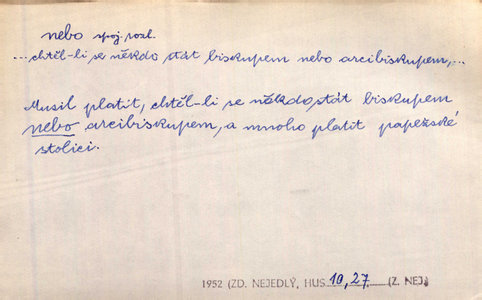 nebo spoj. rozl.
...chtěl-li se někdo stát biskupem nebo arcibiskupem,...
Musil platit, chtěl-li se někdo stát biskupem
nebo arcibiskupem, a mnoho platit papežské
stolici.
1952 (ZD. NEJEDLÝ, HUS 10, 27 (Z. NEJ.)